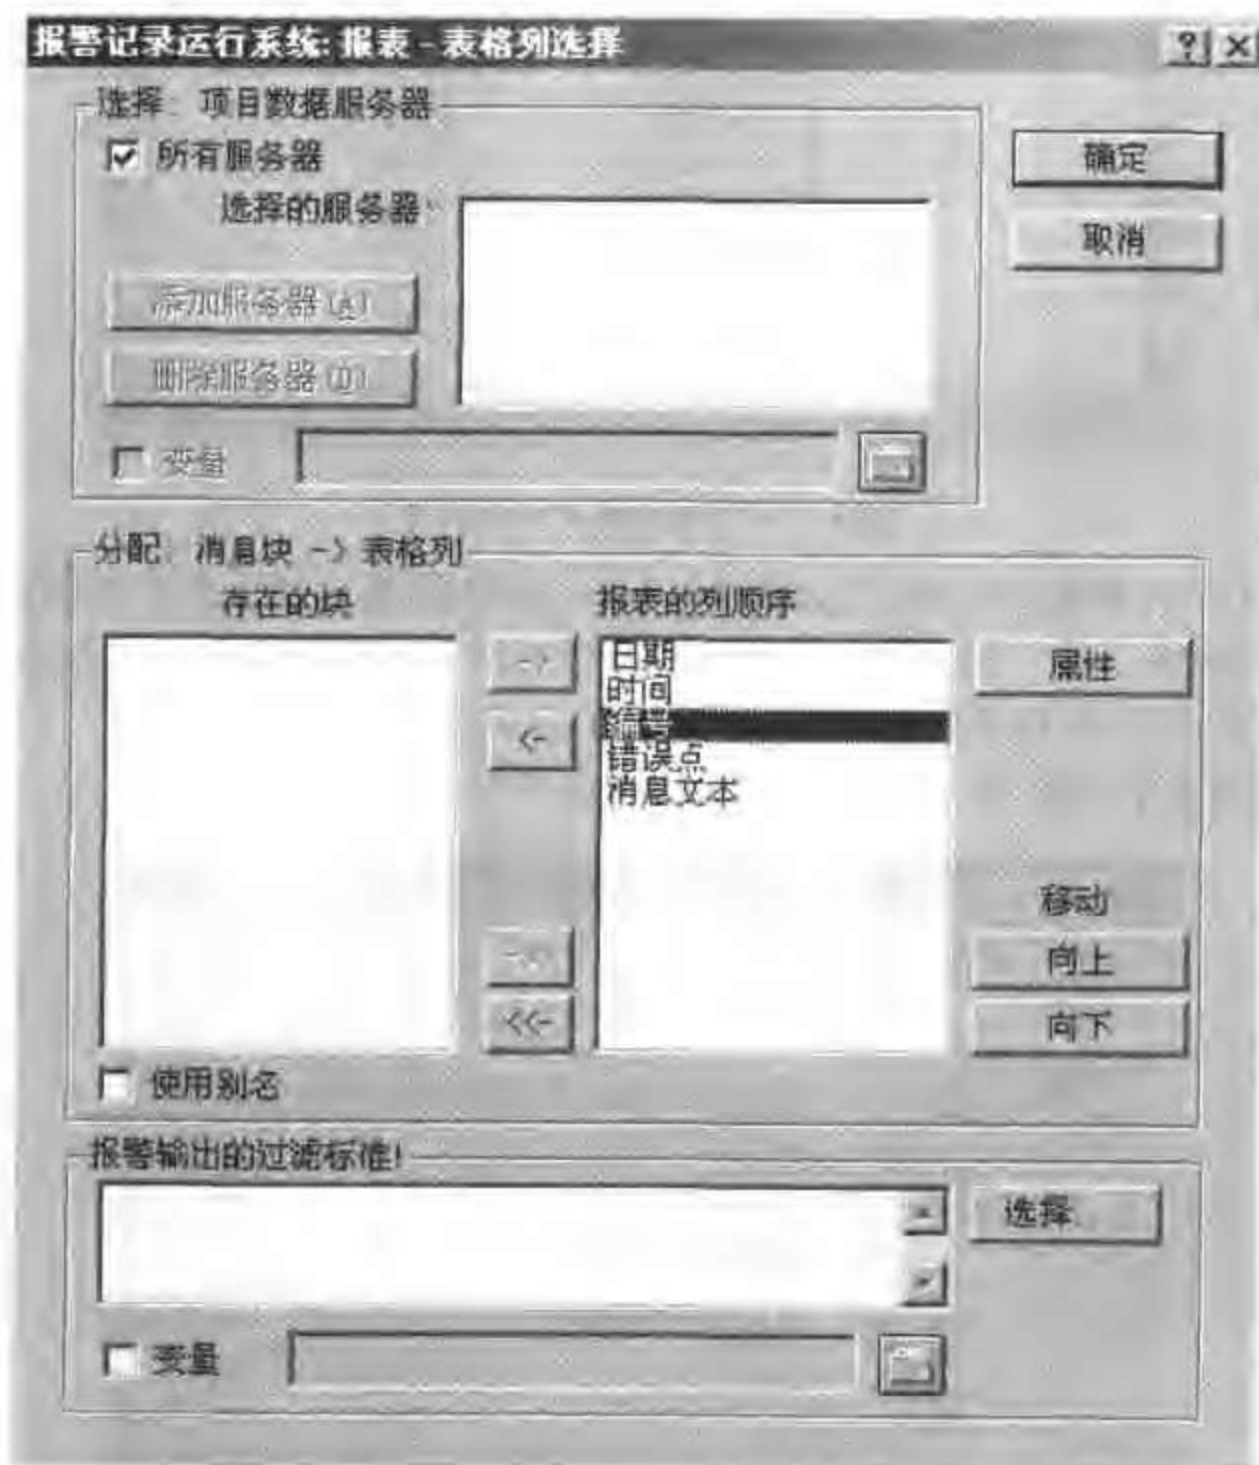 报警记录运行系统: 报表 - 表格列选择
选择: 项目数据服务器
所有服务器
确定
选择的服务器:
取消
添加服务器(A)
删除服务器(D)
变量
分配: 消息块 -> 表格列
存在的块
报表的列顺序
->
日期
属性
时间
<-
编号
错误点
消息文本
移动
向上
<<-
向下
使用别名
报警输出的过滤标准!
选择...
变量